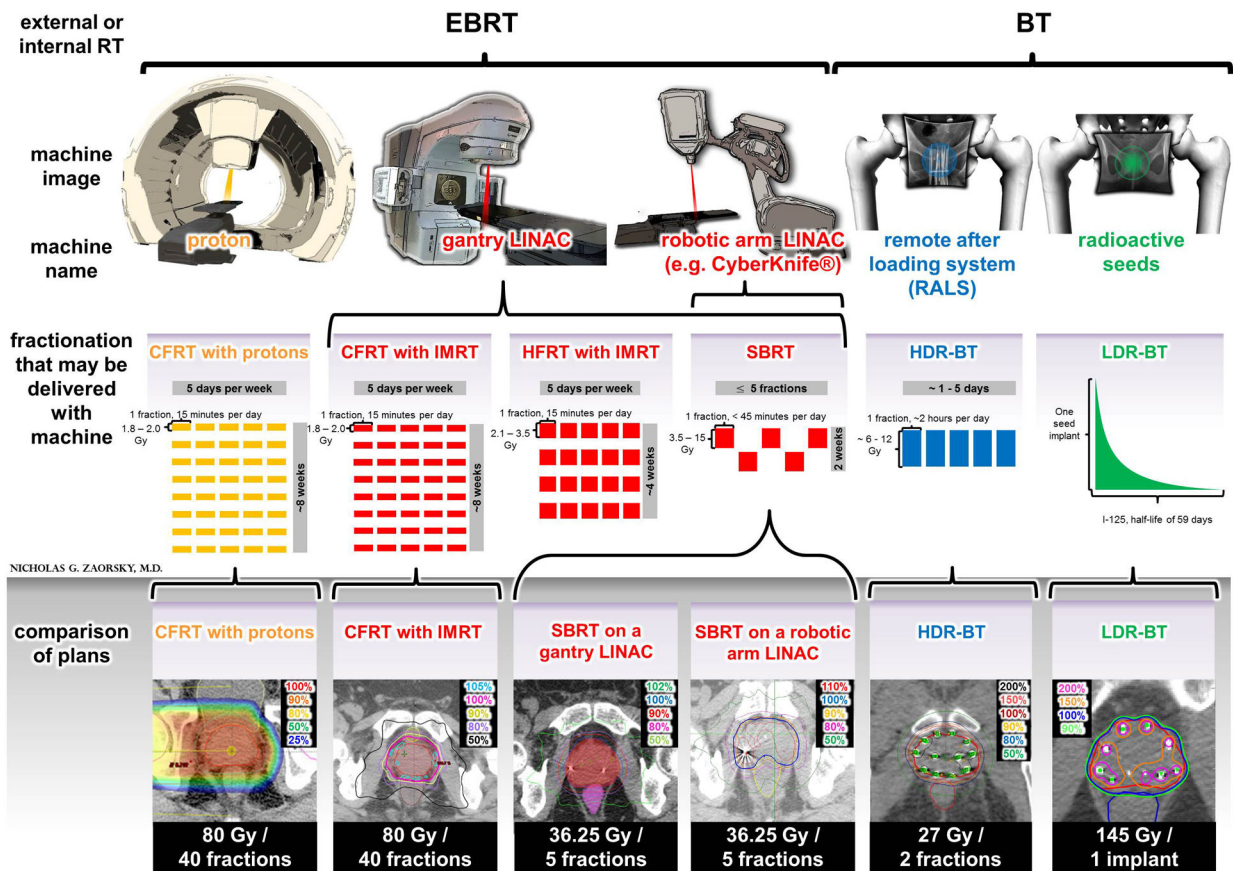 external or
internal RT
EBRT
BT
machine
image
machine
name
proton
gantry LINAC
robotic arm LINAC
(e.g. CyberKnife®)
remote after
loading system
(RALS)
radioactive
seeds
fractionation
that may be
delivered
with
machine
CFRT with protons
5 days per week
1 fraction, 15 minutes per day
1.8 – 2.0
Gy
~8 weeks
CFRT with IMRT
5 days per week
1 fraction, 15 minutes per day
1.8 – 2.0
Gy
~8 weeks
HFRT with IMRT
5 days per week
1 fraction, 15 minutes per day
2.1 – 3.5
Gy
~4 weeks
SBRT
≤ 5 fractions
1 fraction, < 45 minutes per day
3.5 – 15
Gy
2 weeks
HDR-BT
~ 1 - 5 days
1 fraction, ~2 hours per day
~ 6 - 12
Gy
LDR-BT
One
seed
implant
I-125, half-life of 59 days
NICHOLAS G. ZAORSKY, M.D.
comparison
of plans
CFRT with protons
100%
90%
80%
50%
25%
80 Gy /
40 fractions
CFRT with IMRT
105%
100%
90%
80%
50%
80 Gy /
40 fractions
SBRT on a
gantry LINAC
102%
100%
90%
80%
50%
36.25 Gy /
5 fractions
SBRT on a robotic
arm LINAC
110%
100%
90%
80%
50%
36.25 Gy /
5 fractions
HDR-BT
200%
150%
100%
90%
80%
50%
27 Gy /
2 fractions
LDR-BT
200%
150%
100%
90%
145 Gy /
1 implant